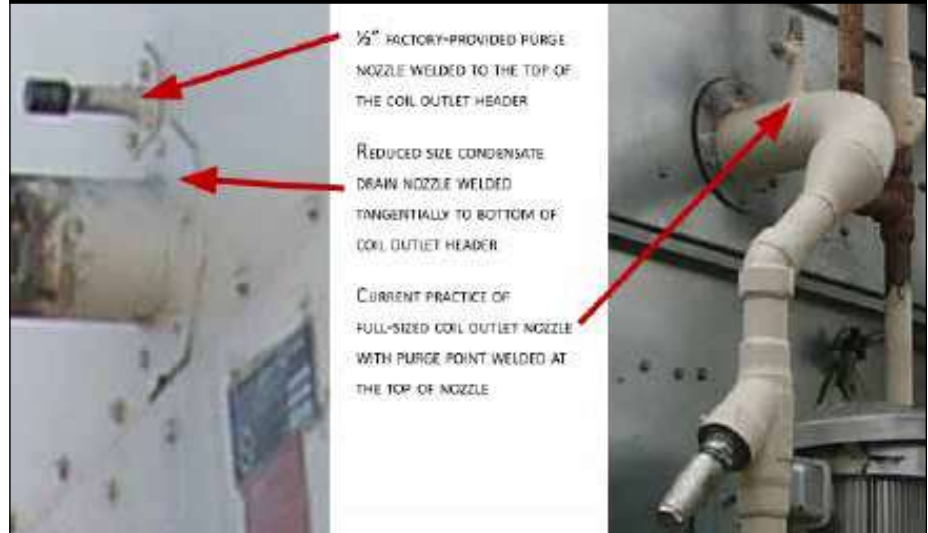 ½" FACTORY-PROVIDED PURGE
NOZZLE WELDED TO THE TOP OF
THE COIL OUTLET HEADER
REDUCED SIZE CONDENSATE
DRAIN NOZZLE WELDED
TANGENTIALLY TO BOTTOM OF
COIL OUTLET HEADER
CURRENT PRACTICE OF
FULL-SIZED COIL OUTLET NOZZLE
WITH PURGE POINT WELDED AT
THE TOP OF NOZZLE